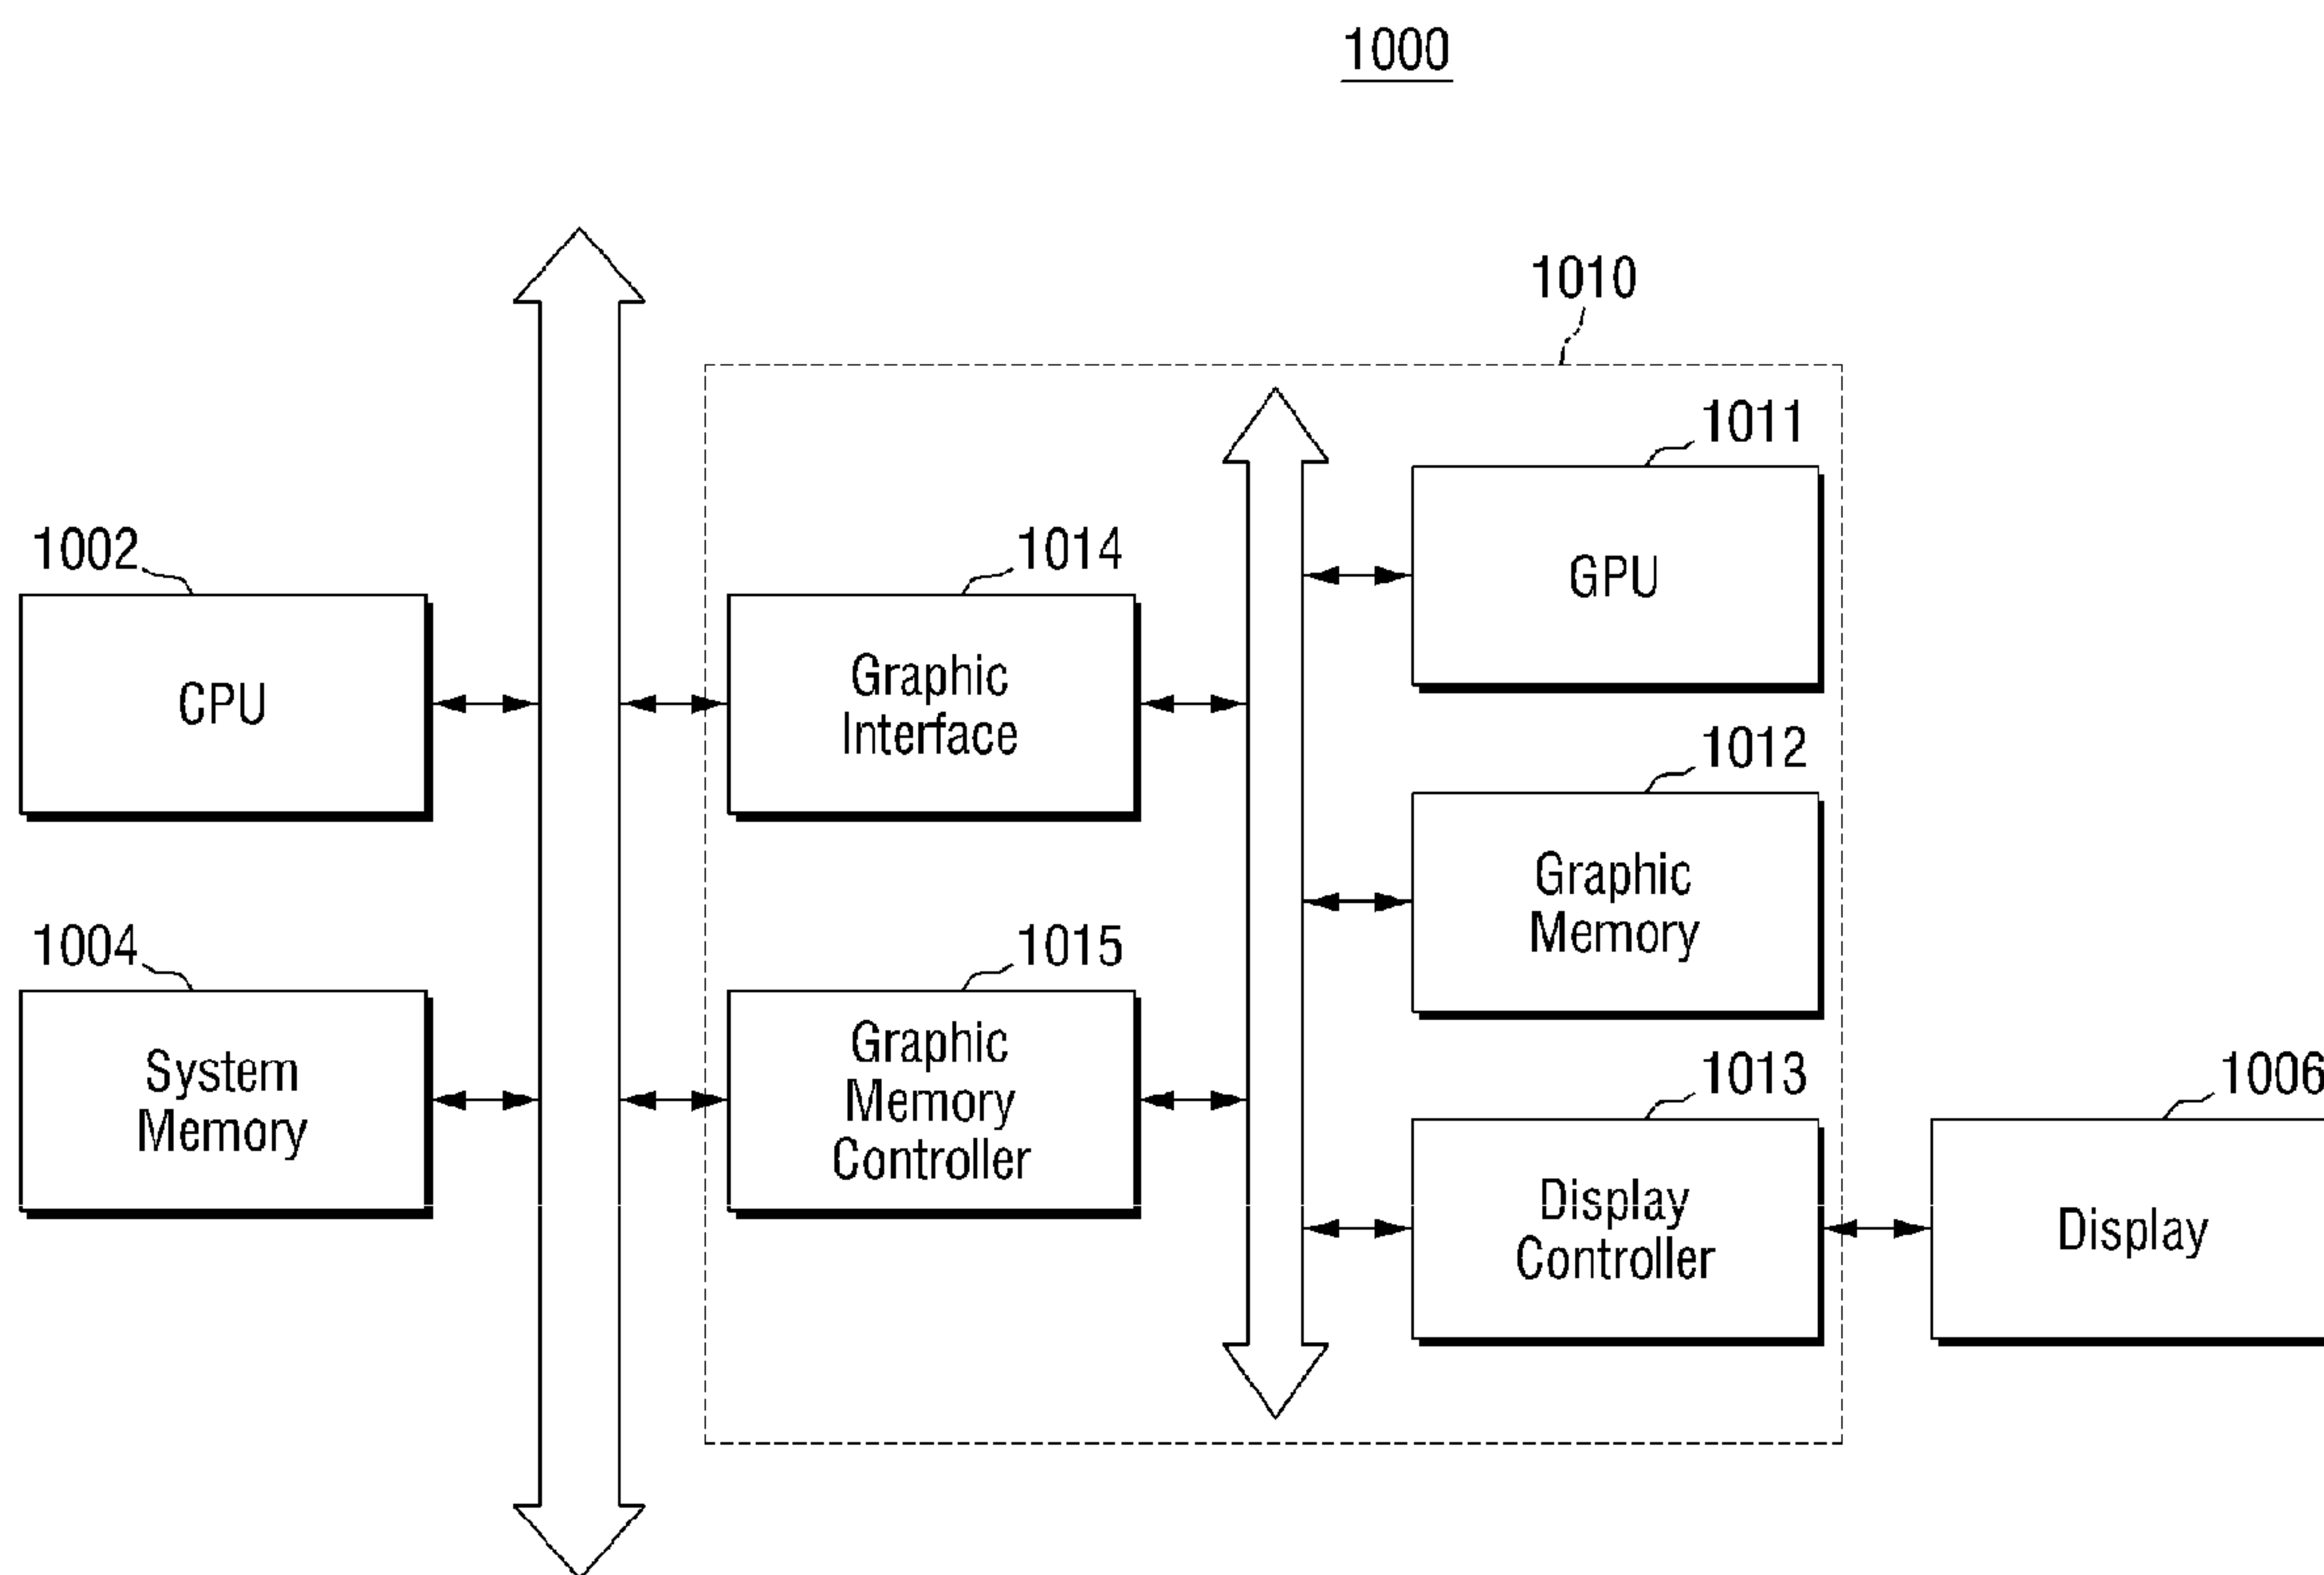 1000
1010
1011
GPU
1002
CPU
1014
Graphic
Interface
1012
Graphic
Memory
1004
System
Memory
1015
Graphic
Memory
Controller
1013
Display
Controller
1006
Display